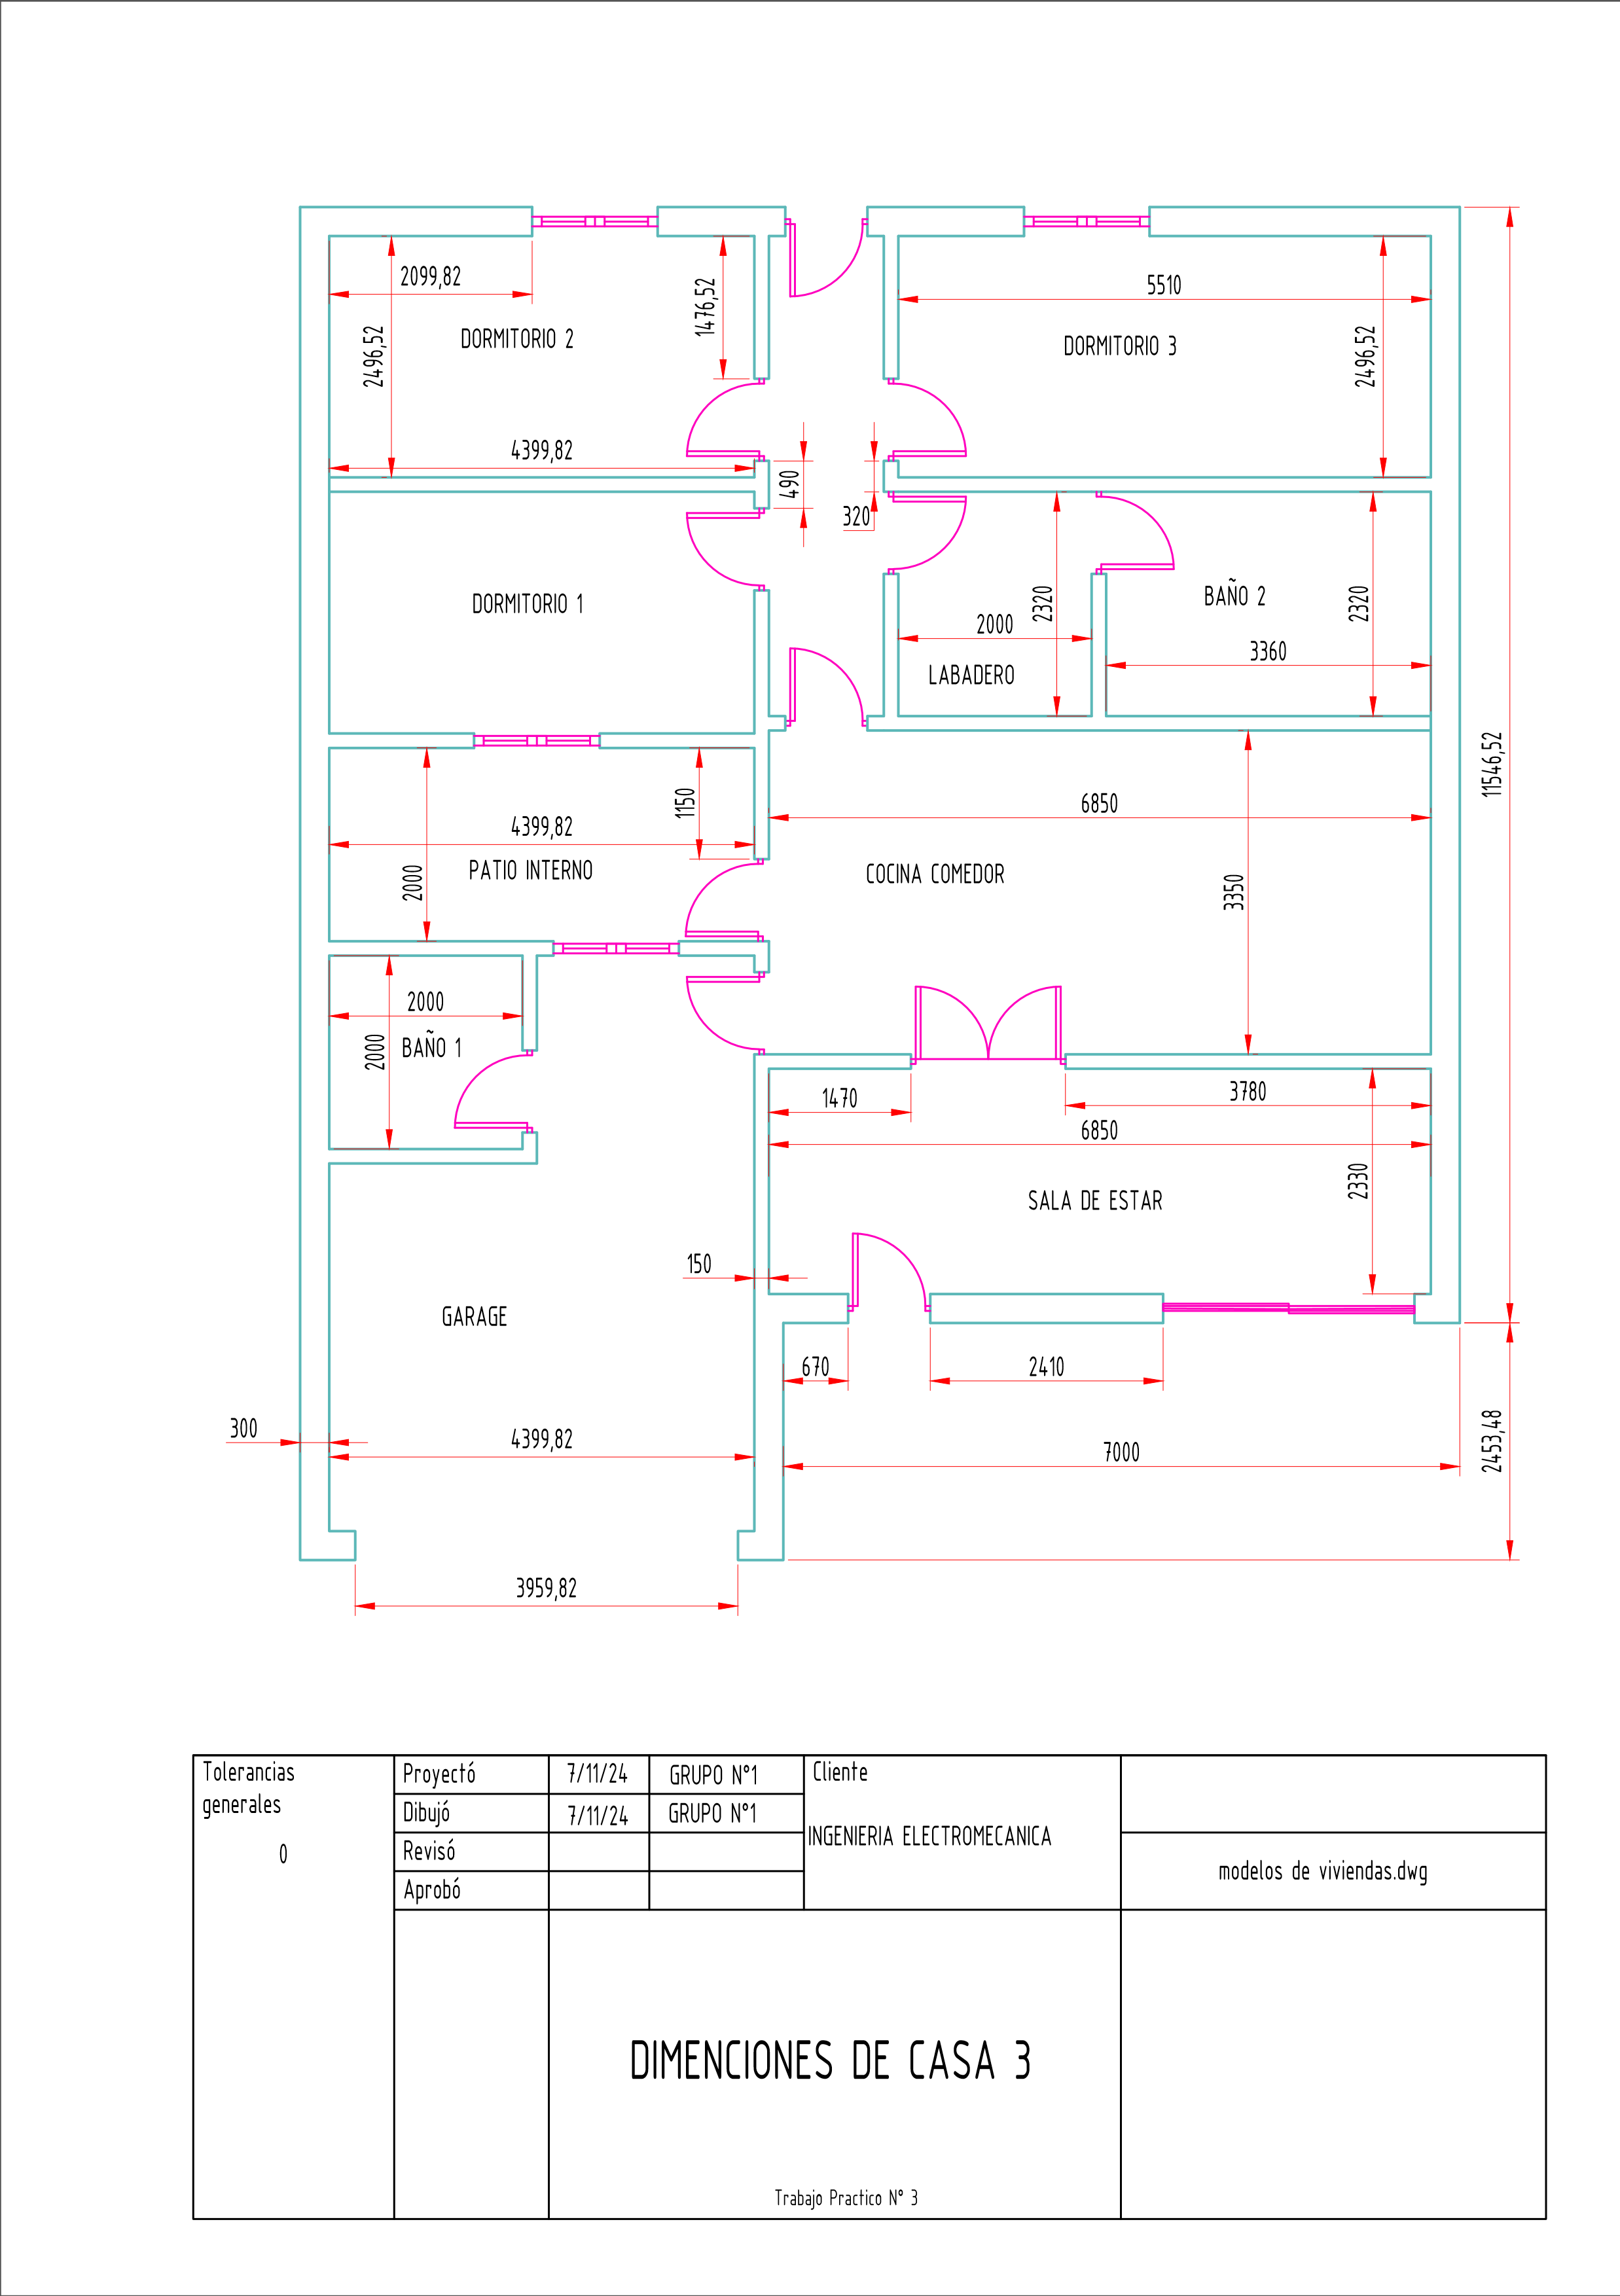 2099,82
5510
1476,52
DORMITORIO 2
DORMITORIO 3
2496,52
2496,52
4399,82
490
320
DORMITORIO 1
BAÑO 2
2320
2320
2000
3360
LABADERO
11546,52
1150
6850
4399,82
PATIO INTERNO
COCINA COMEDOR
2000
3350
2000
BAÑO 1
2000
1470
3780
6850
2330
SALA DE ESTAR
150
GARAGE
670
2410
300
4399,82
7000
2453,48
3959,82
Tolerancias
generales
0
Proyectó 7/11/24 GRUPO N°1
Dibujó 7/11/24 GRUPO N°1
Revisó
Aprobó
Cliente
INGENIERIA ELECTROMECANICA
modelos de viviendas.dwg
DIMENCIONES DE CASA 3
Trabajo Practico N° 3